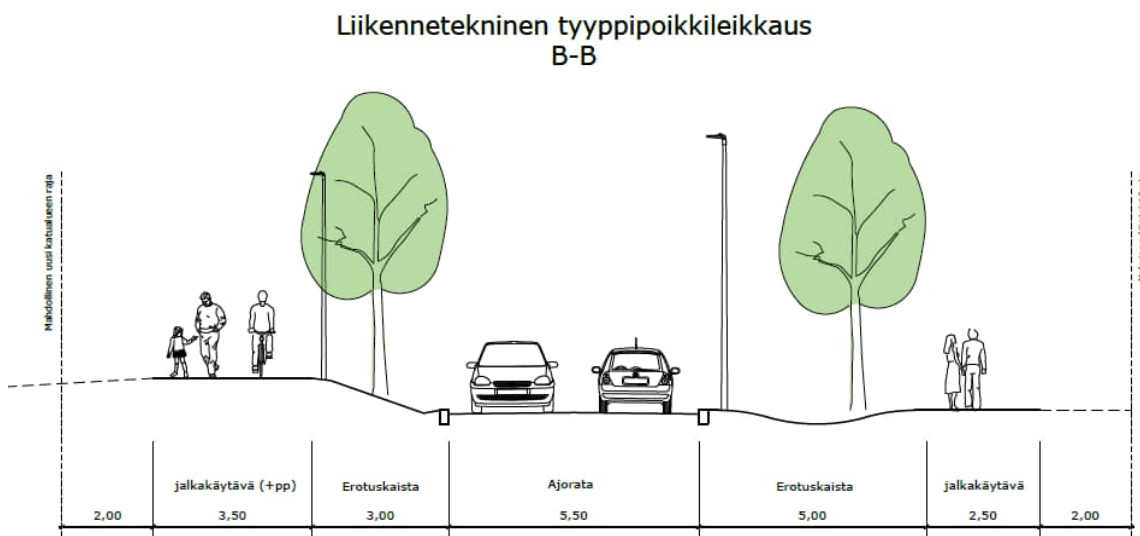 Liikennetekninen tyyppipoikkileikkaus
B-B
Mahdollinen uusi katualueen raja
jalkakäytävä (+pp)
Erotuskaista
Ajorata
Erotuskaista
jalkakäytävä
2,00
3,50
3,00
5,50
5,00
2,50
2,00